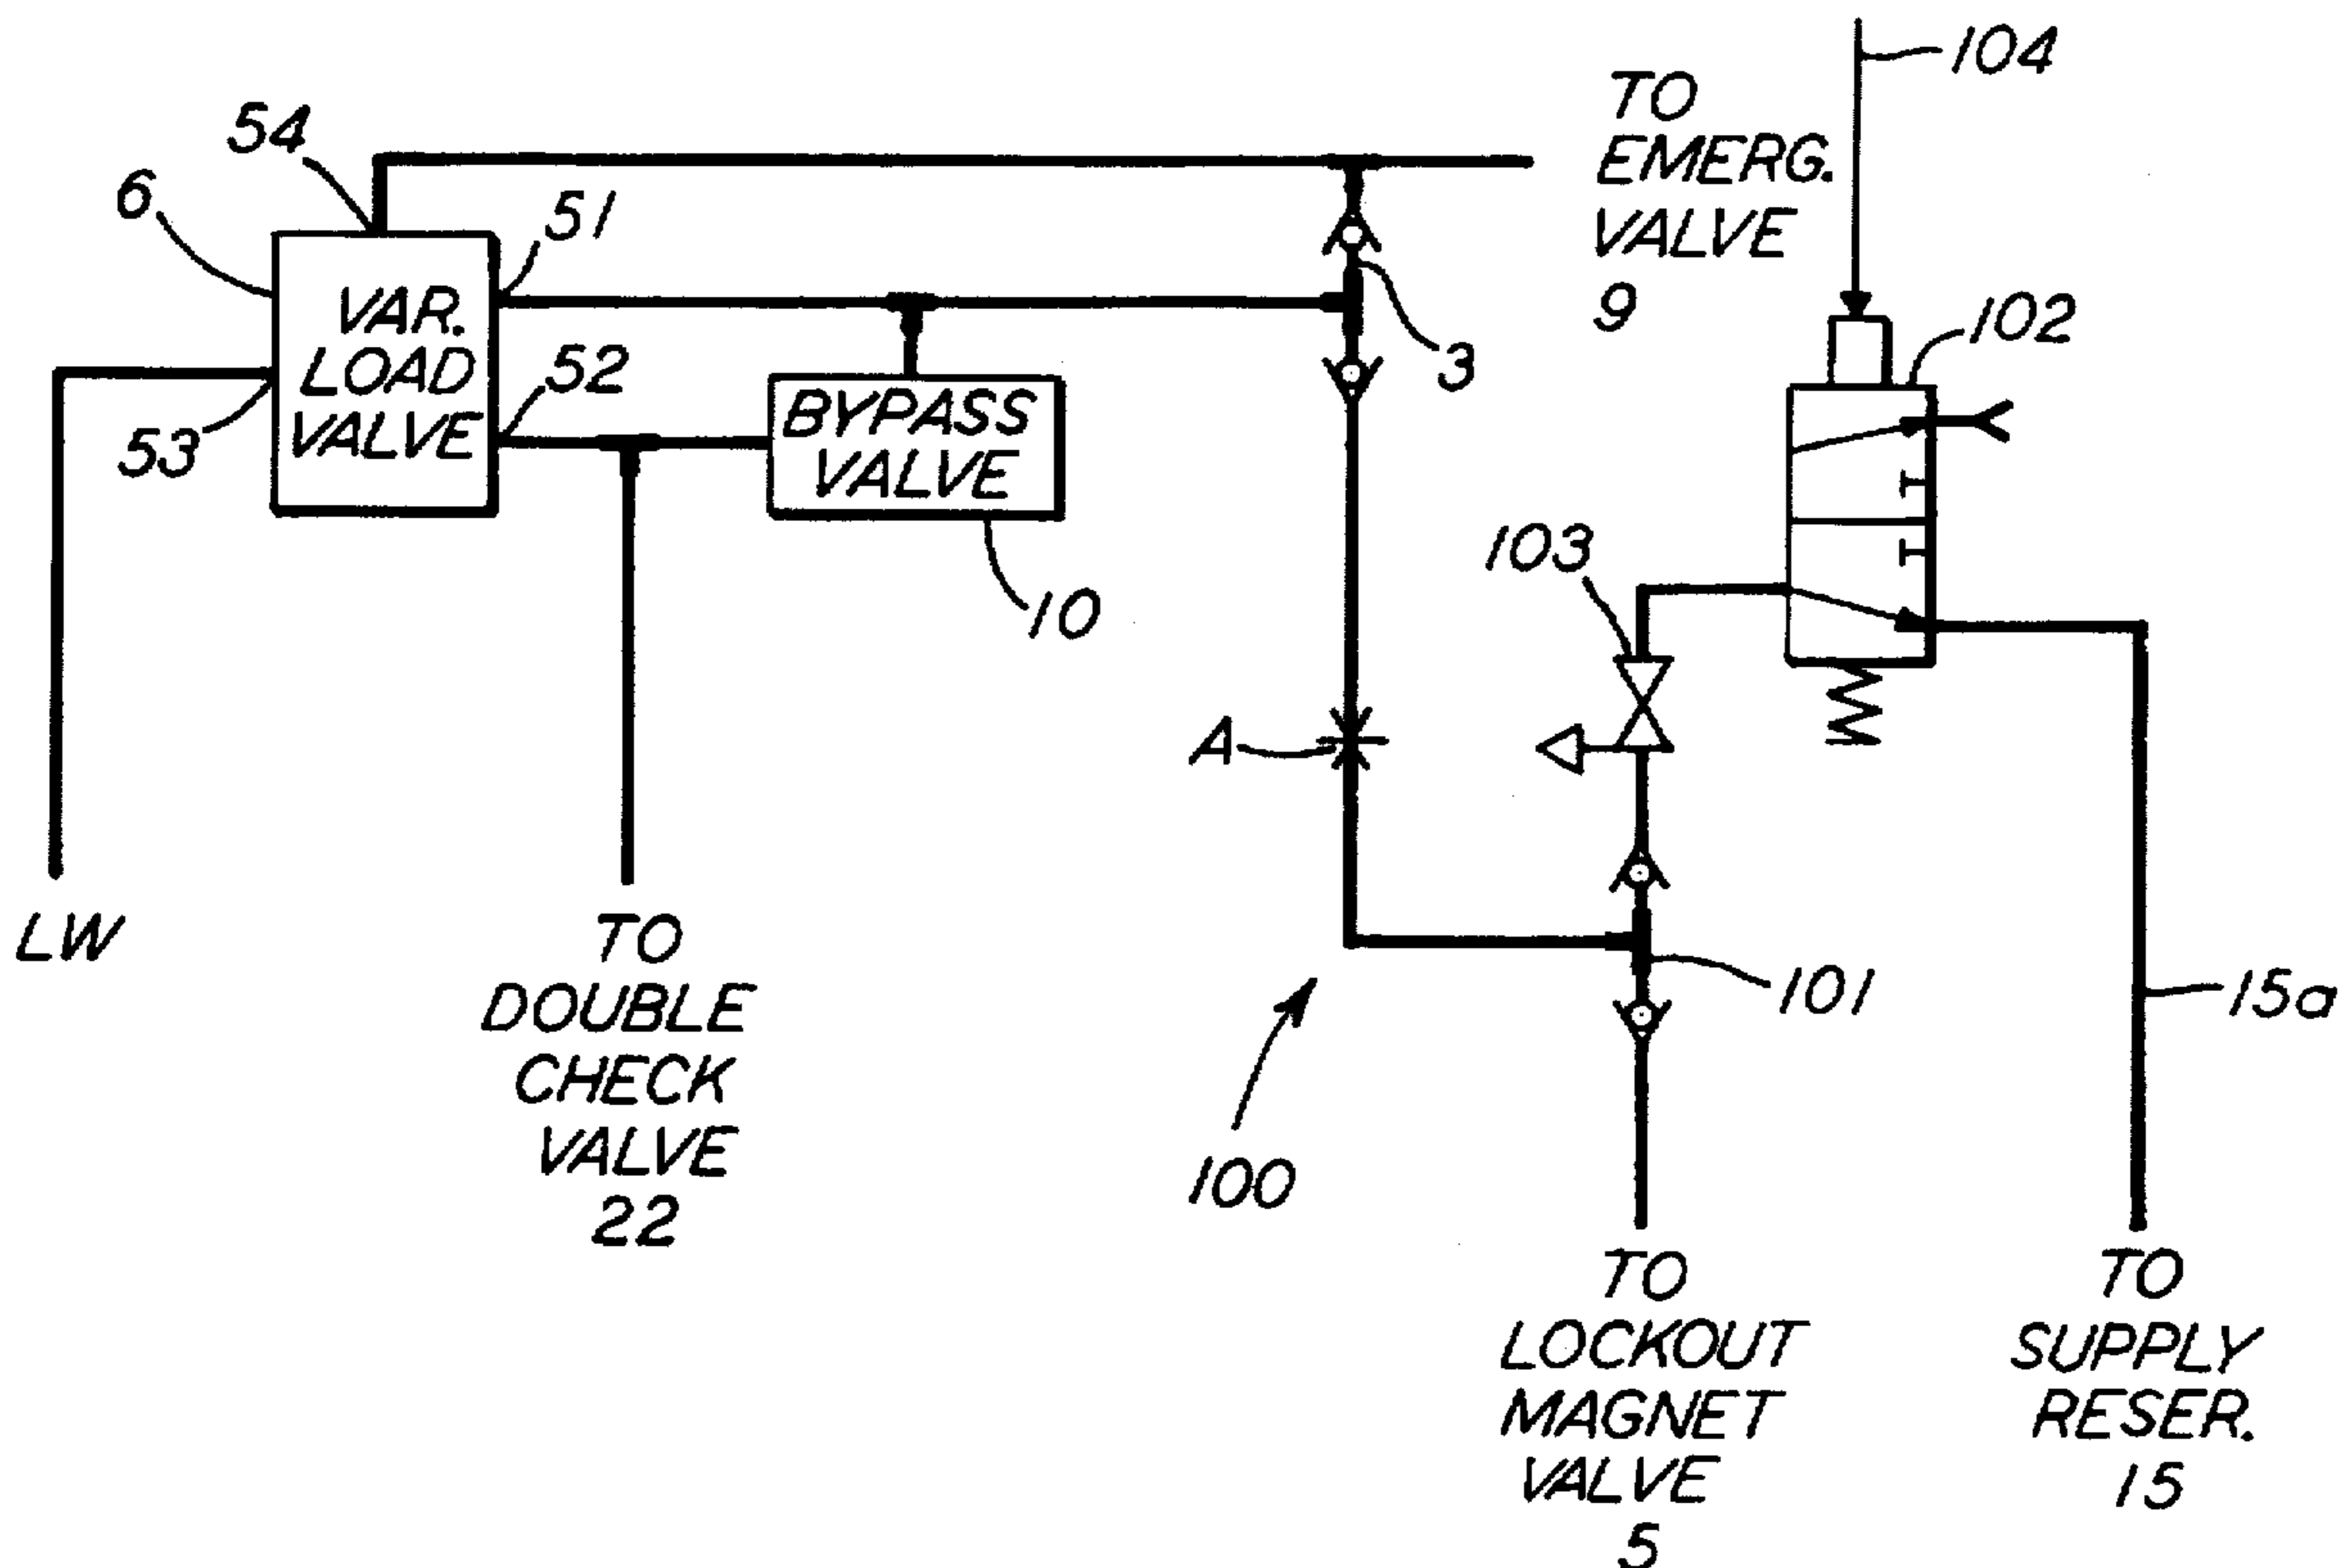 104
TO
EMERG.
VALVE
9
54
6
51
VAR.
LOAD
VALVE
52
53
3
102
BYPASS
VALVE
10
103
A
LW
TO
DOUBLE
CHECK
VALVE
22
101
15a
100
TO
LOCKOUT
MAGNET
VALVE
5
TO
SUPPLY
RESER.
15